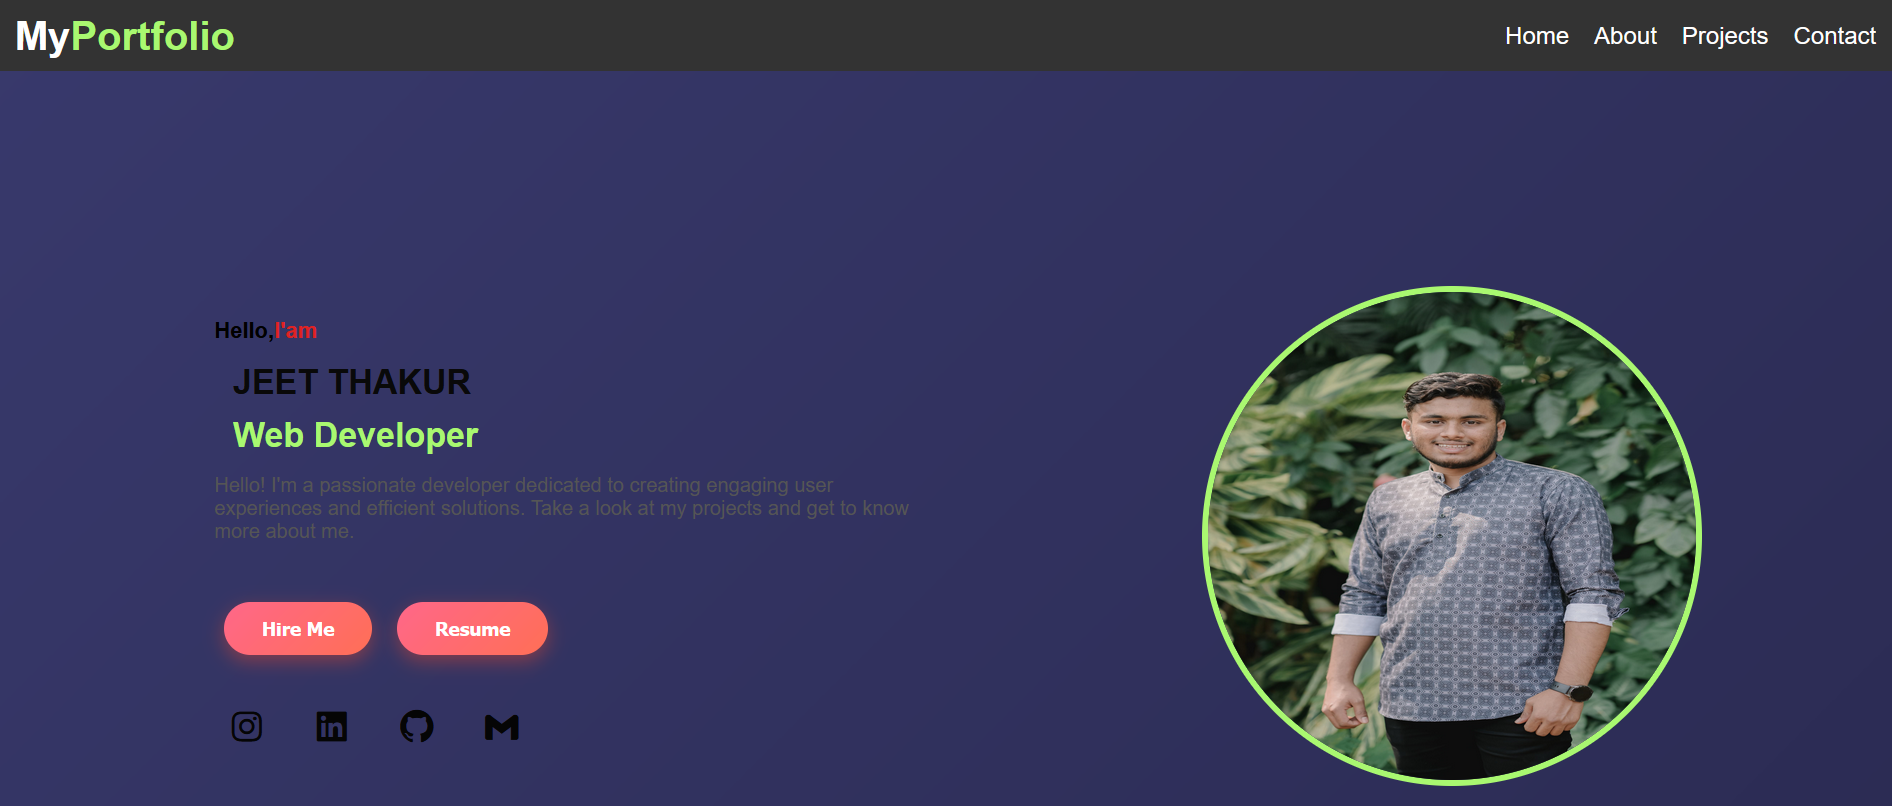 MyPortfolio
Home About Projects Contact
Hello,I'am
JEET THAKUR
Web Developer
Hello! I'm a passionate developer dedicated to creating engaging user
experiences and efficient solutions. Take a look at my projects and get to know
more about me.
Hire Me
Resume
in